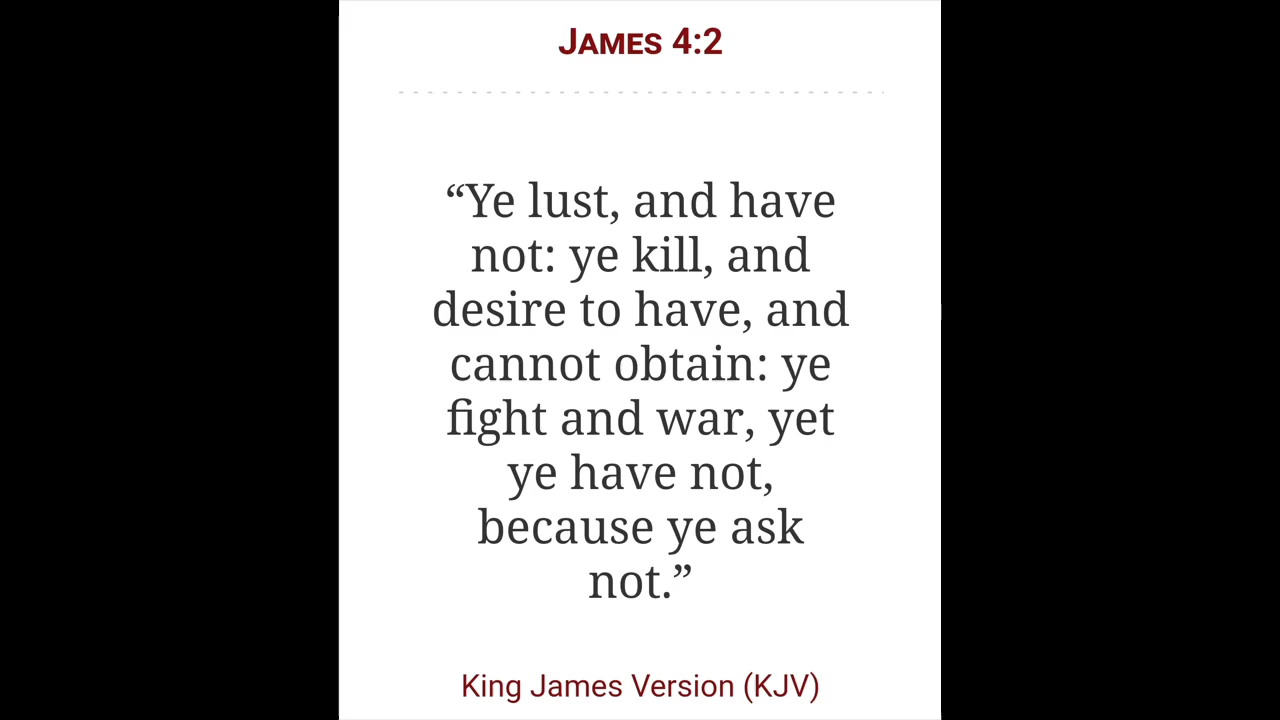 JAMES 4:2
“Ye lust, and have
not: ye kill, and
desire to have, and
cannot obtain: ye
fight and war, yet
ye have not,
because ye ask
not.”
King James Version (KJV)